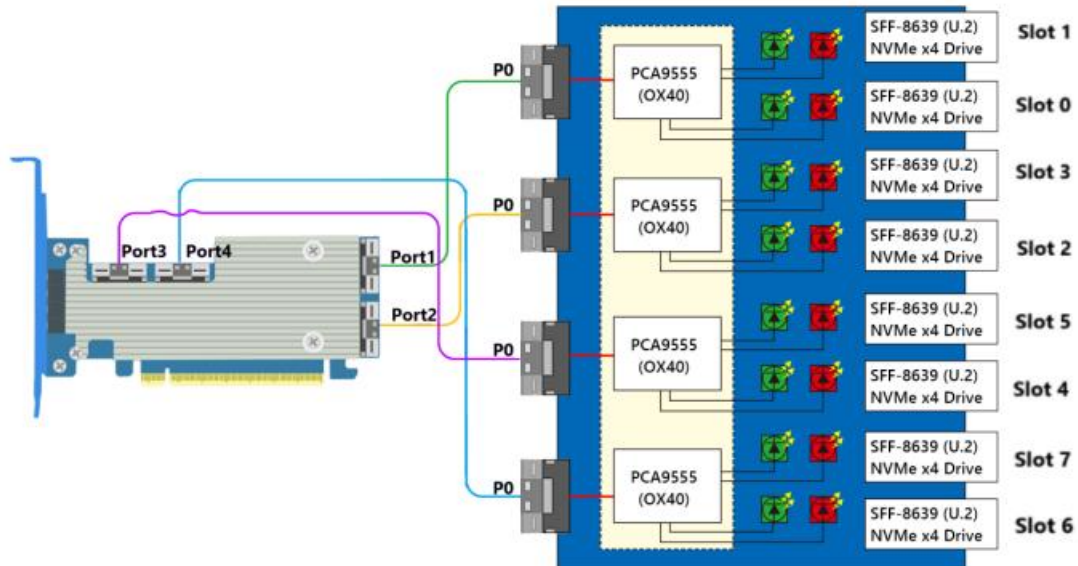 SFF-8639 (U.2)
NVMe x4 Drive
Slot 1
P0
PCA9555
(OX40)
SFF-8639 (U.2)
NVMe x4 Drive
Slot 0
SFF-8639 (U.2)
NVMe x4 Drive
Slot 3
P0
PCA9555
(OX40)
SFF-8639 (U.2)
NVMe x4 Drive
Slot 2
Port3
Port4
Port1
Port2
SFF-8639 (U.2)
NVMe x4 Drive
Slot 5
P0
PCA9555
(OX40)
SFF-8639 (U.2)
NVMe x4 Drive
Slot 4
SFF-8639 (U.2)
NVMe x4 Drive
Slot 7
P0
PCA9555
(OX40)
SFF-8639 (U.2)
NVMe x4 Drive
Slot 6